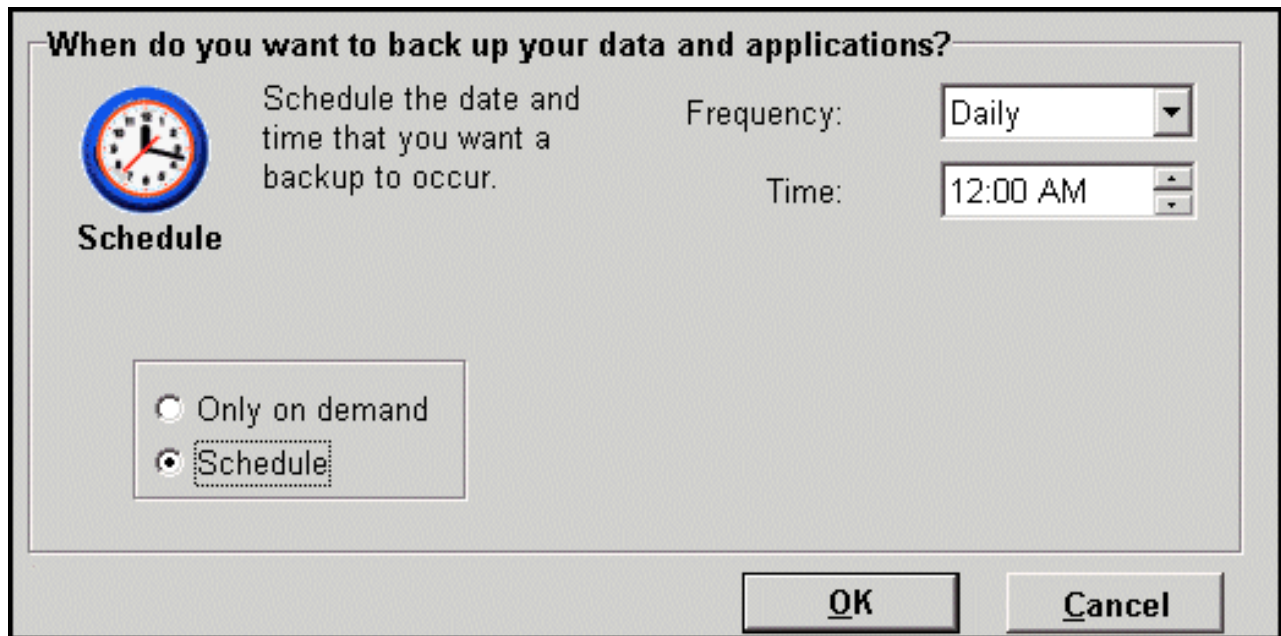 When do you want to back up your data and applications?
Schedule the date and
time that you want a
backup to occur.
Schedule
Frequency:
Daily
Time:
12:00 AM
Only on demand
Schedule
OK
Cancel